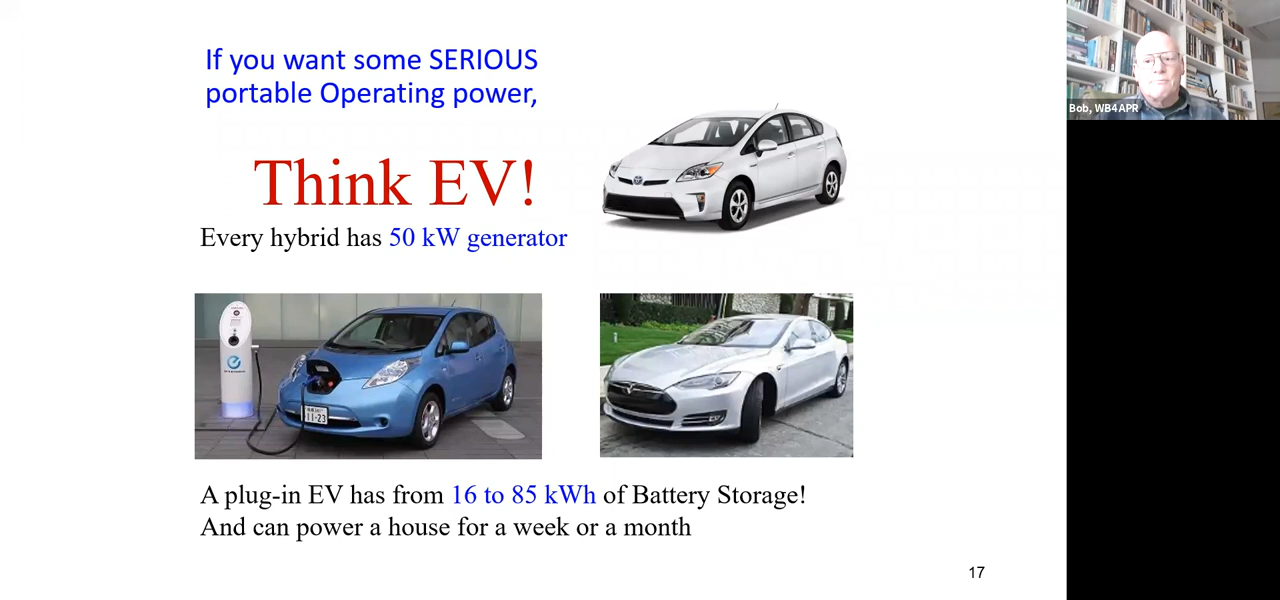 If you want some SERIOUS
portable Operating power,
Think EV!
Every hybrid has 50 kW generator
11-23
A plug-in EV has from 16 to 85 kWh of Battery Storage!
And can power a house for a week or a month
17
Bob, WB4APR